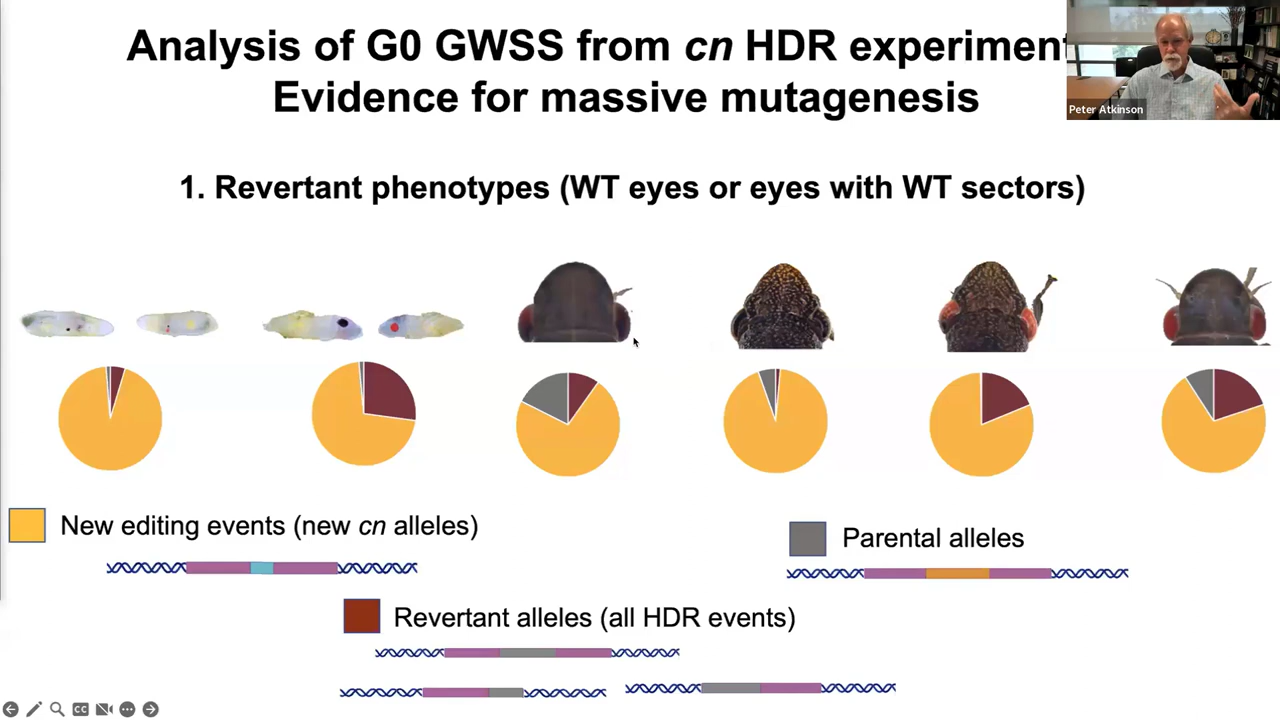 Analysis of G0 GWSS from cn HDR experiment
Evidence for massive mutagenesis
Peter Atkinson
1. Revertant phenotypes (WT eyes or eyes with WT sectors)
New editing events (new cn alleles)
Parental alleles
Revertant alleles (all HDR events)
CC